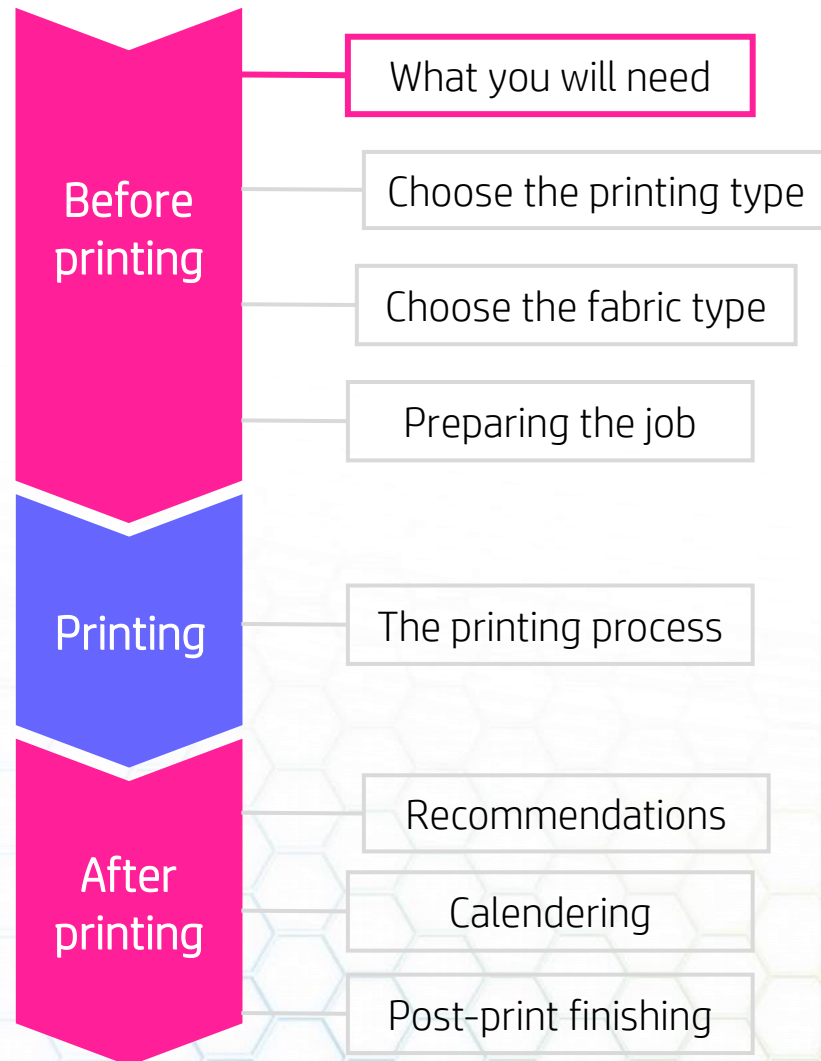 What you will need
Choose the printing type
Before
printing
Choose the fabric type
Preparing the job
Printing
The printing process
Recommendations
After
printing
Calendering
Post-print finishing